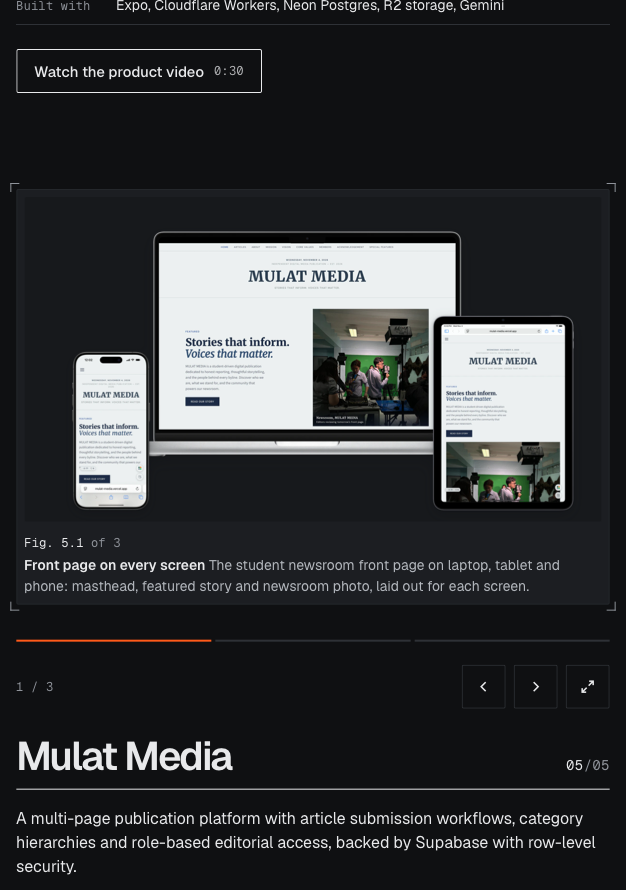 Built with Expo, Cloudflare Workers, Neon Postgres, R2 storage, Gemini
Watch the product video 0:30
MULAT MEDIA
Stories that inform.
Voices that matter.
MULAT MEDIA
Stories that inform.
Voices that matter.
MULAT MEDIA
Stories that inform.
Voices that matter.
Fig. 5.1 of 3
Front page on every screen The student newsroom front page on laptop, tablet and
phone: masthead, featured story and newsroom photo, laid out for each screen.
1 / 3
Mulat Media
05/05
A multi-page publication platform with article submission workflows, category
hierarchies and role-based editorial access, backed by Supabase with row-level
security.